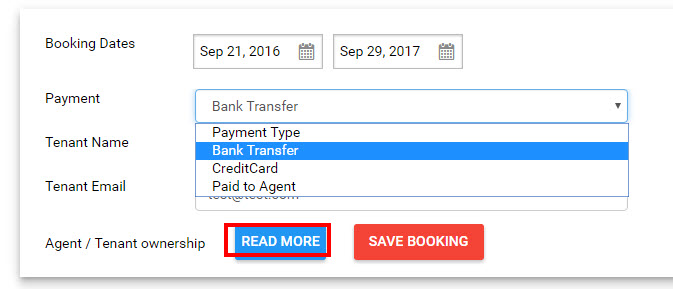 Booking Dates
Sep 21, 2016 Sep 29, 2017
Payment
Bank Transfer
Payment Type
Tenant Name
Bank Transfer
CreditCard
Tenant Email
Paid to Agent
test@test.com
Agent / Tenant ownership READ MORE SAVE BOOKING